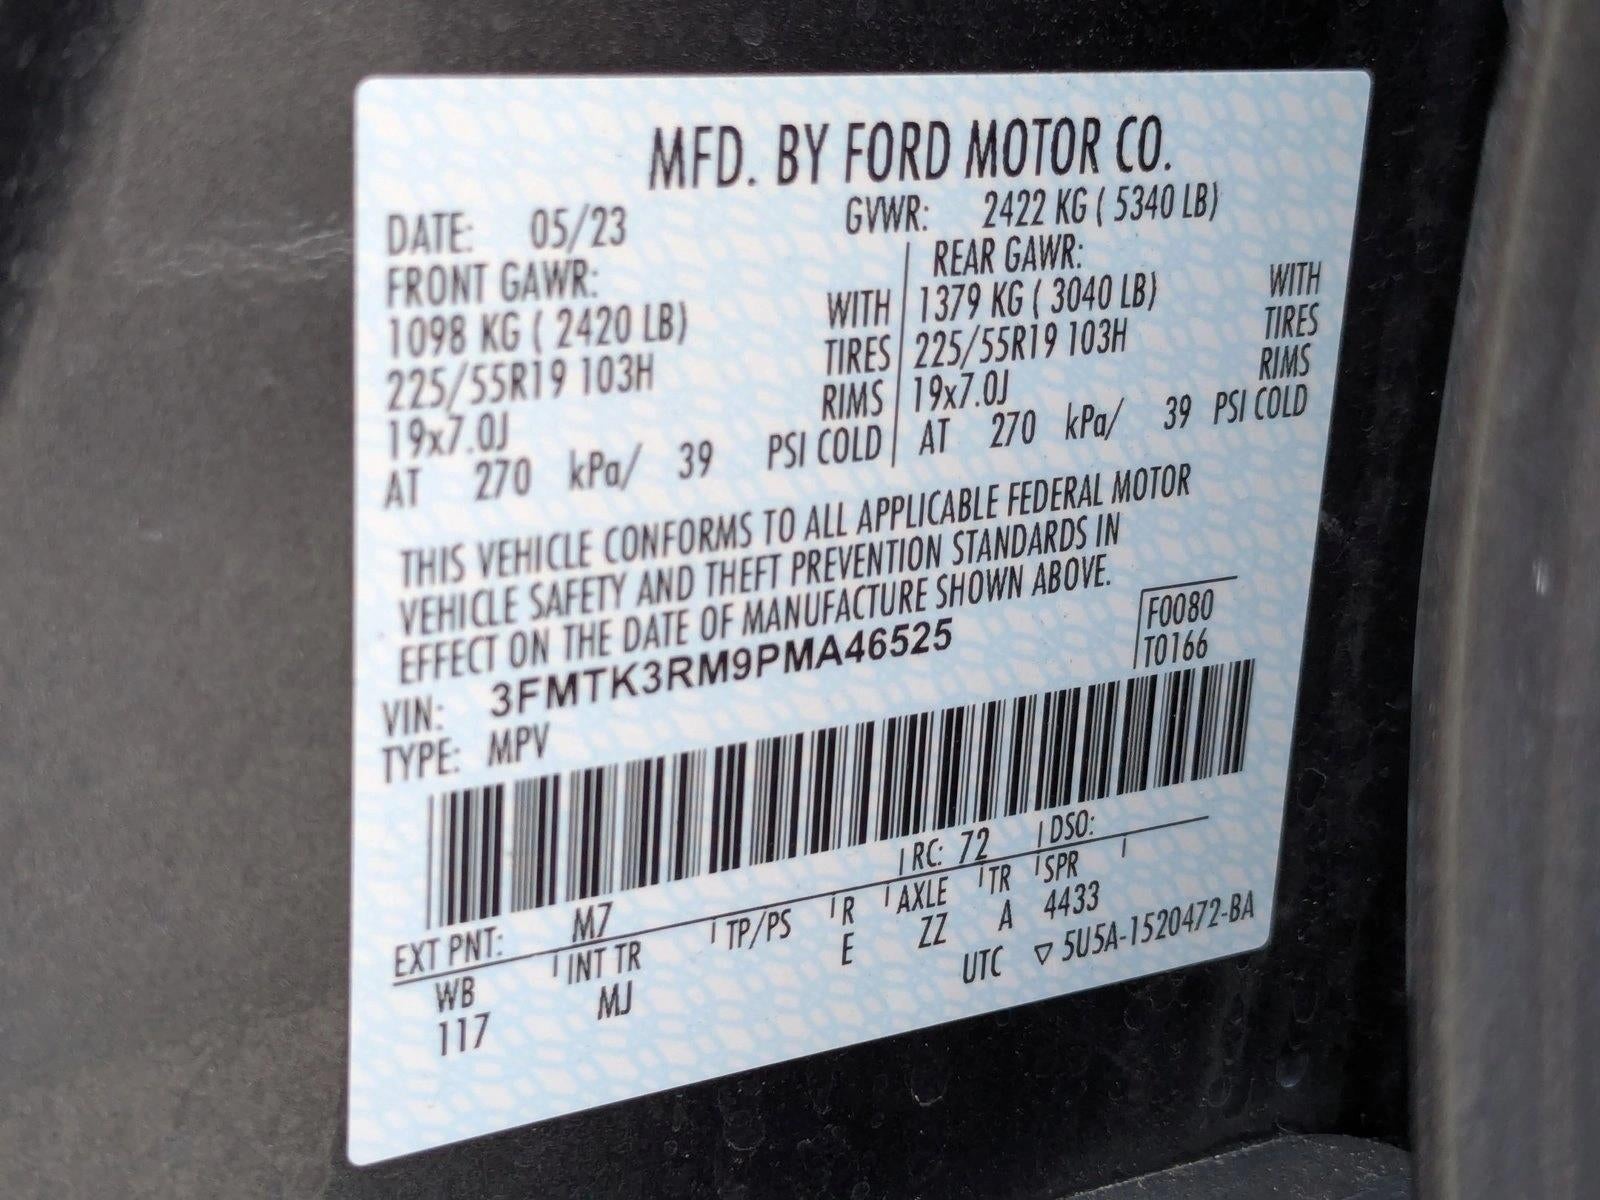 MFD. BY FORD MOTOR CO.
DATE: 05/23 GVWR: 2422 KG ( 5340 LB)
FRONT GAWR: REAR GAWR:
1098 KG ( 2420 LB) WITH 1379 KG ( 3040 LB) WITH
225/55R19 103H TIRES 225/55R19 103H TIRES
19x7.0J RIMS 19x7.0J RIMS
AT 270 kPa/ 39 PSI COLD AT 270 kPa/ 39 PSI COLD
THIS VEHICLE CONFORMS TO ALL APPLICABLE FEDERAL MOTOR
VEHICLE SAFETY AND THEFT PREVENTION STANDARDS IN
EFFECT ON THE DATE OF MANUFACTURE SHOWN ABOVE.
VIN: 3FMTK3RM9PMA46525 F0080
TYPE: MPV T0166
EXT PNT: M7 RC: 72 DSO:
WB INT TR TP/PS R AXLE TR SPR
117 MJ E ZZ A 4433
UTC ▽ 5U5A-1520472-BA